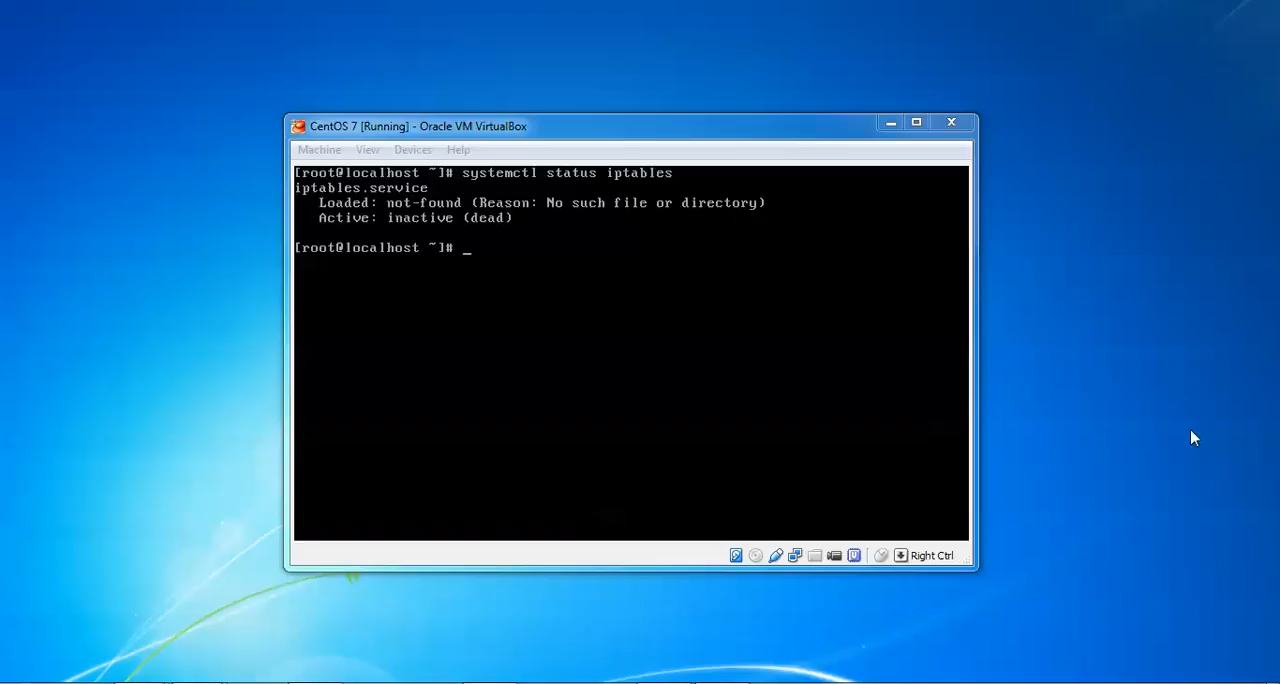 CentOS 7 [Running] - Oracle VM VirtualBox
Machine View Devices Help
[root@localhost ~]# systemctl status iptables
iptables.service
Loaded: not-found (Reason: No such file or directory)
Active: inactive (dead)
[root@localhost ~]# _
Right Ctrl